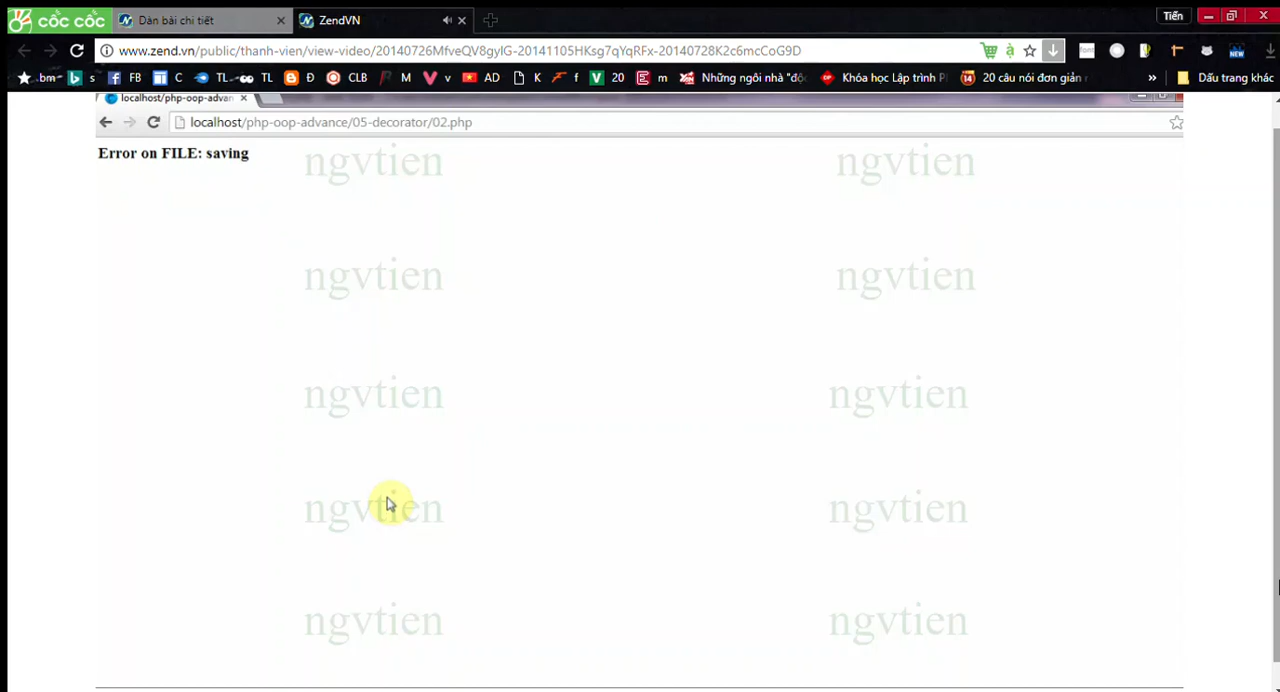 cốc cốc
Dàn bài chi tiết
ZendVN
Tiến
www.zend.vn/public/thanh-vien/view-video/20140726MfveQV8gyIG-20141105HKsg7qYqRFx-20140728K2c6mcCoG9D
.bm
s
FB
C
TL
TL
Đ
CLB
M
v
AD
K
f
20
m
Những ngôi nhà "độc
Khóa học Lập trình P
20 câu nói đơn giản
»
Dấu trang khác
localhost/php-oop-advan
localhost/php-oop-advance/05-decorator/02.php
Error on FILE: saving
ngvtien ngvtien
ngvtien ngvtien
ngvtien ngvtien
ngvtien ngvtien
ngvtien ngvtien